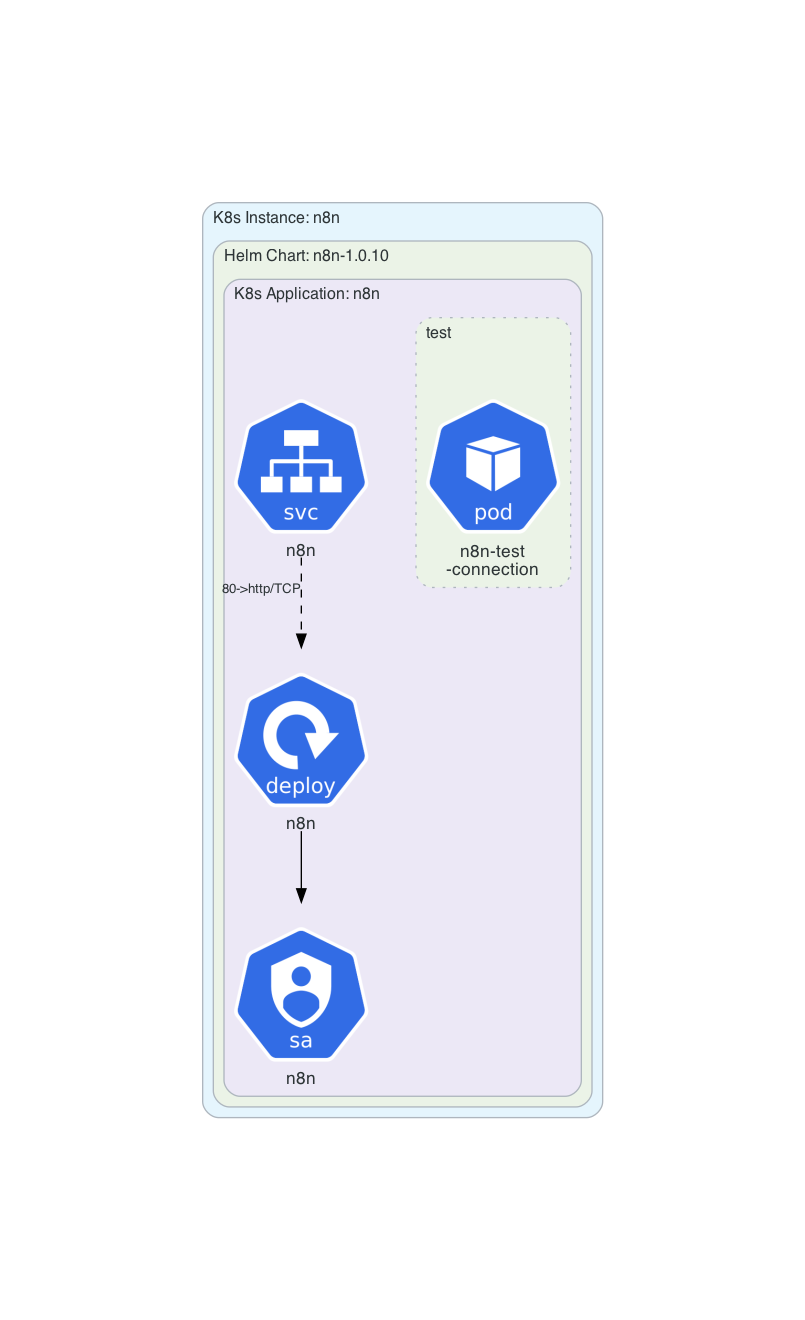 K8s Instance: n8n
Helm Chart: n8n-1.0.10
K8s Application: n8n
test
svc
n8n
pod
n8n-test
-connection
80->http/TCP
deploy
n8n
sa
n8n